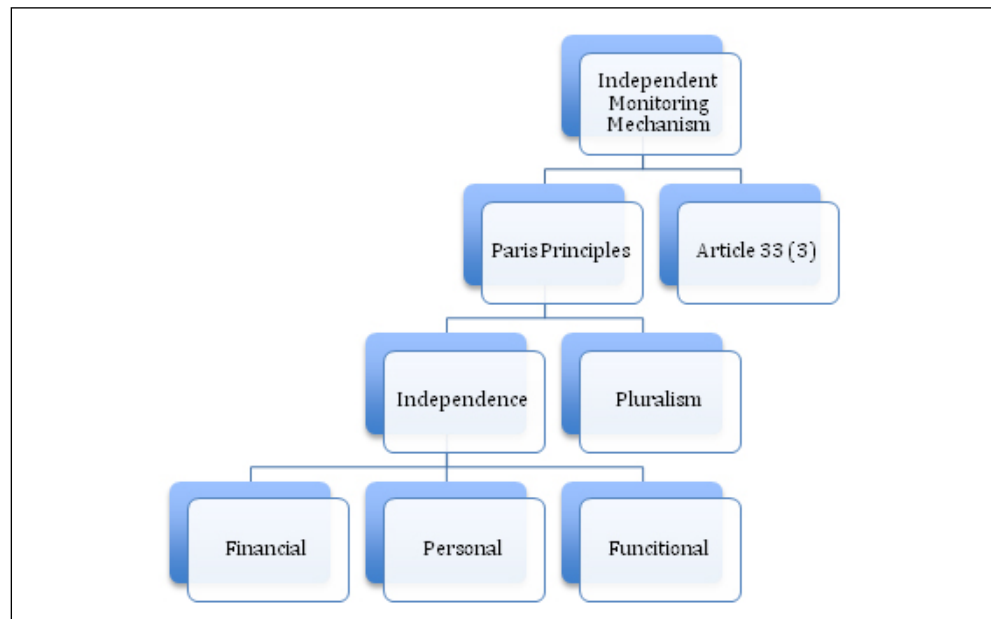 Independent
Monitoring
Mechanism
Paris Principles
Article 33 (3)
Independence
Pluralism
Financial
Personal
Funcitional